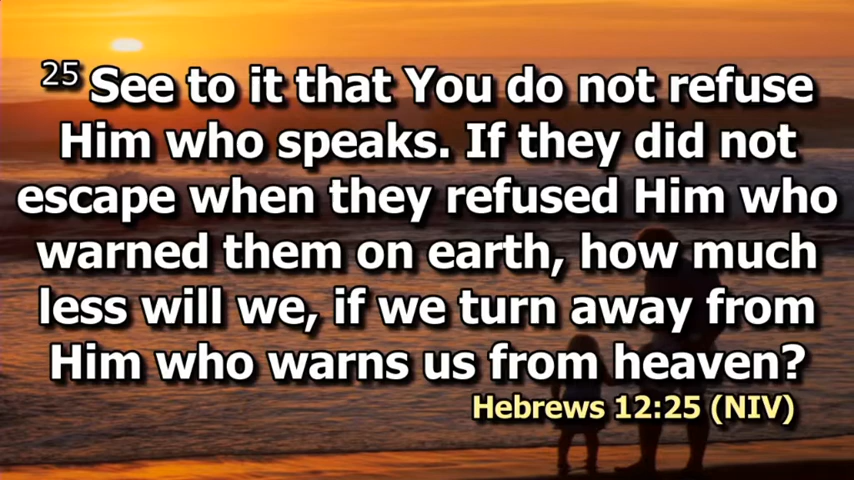 25 See to it that You do not refuse
Him who speaks. If they did not
escape when they refused Him who
warned them on earth, how much
less will we, if we turn away from
Him who warns us from heaven?
Hebrews 12:25 (NIV)